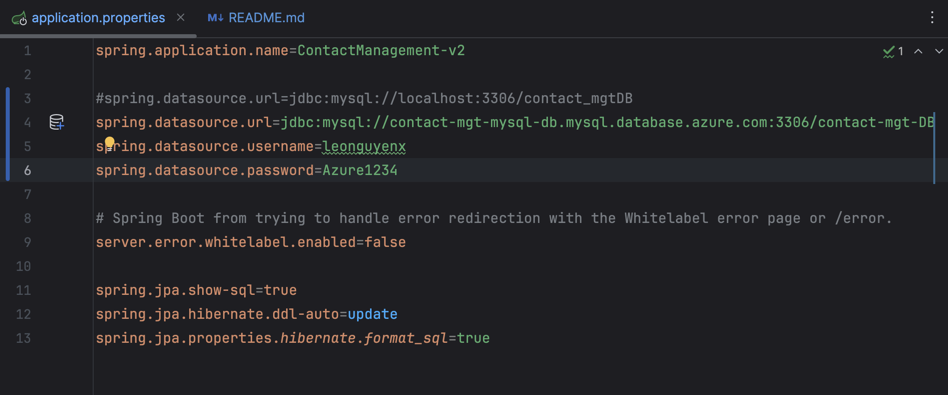 application.properties × M↓ README.md
1 spring.application.name=ContactManagement-v2 1
2
3 #spring.datasource.url=jdbc:mysql://localhost:3306/contact_mgtDB
4 spring.datasource.url=jdbc:mysql://contact-mgt-mysql-db.mysql.database.azure.com:3306/contact-mgt-DB
5 spring.datasource.username=leonguyenx
6 spring.datasource.password=Azure1234
7
8 # Spring Boot from trying to handle error redirection with the Whitelabel error page or /error.
9 server.error.whitelabel.enabled=false
10
11 spring.jpa.show-sql=true
12 spring.jpa.hibernate.ddl-auto=update
13 spring.jpa.properties.hibernate.format_sql=true